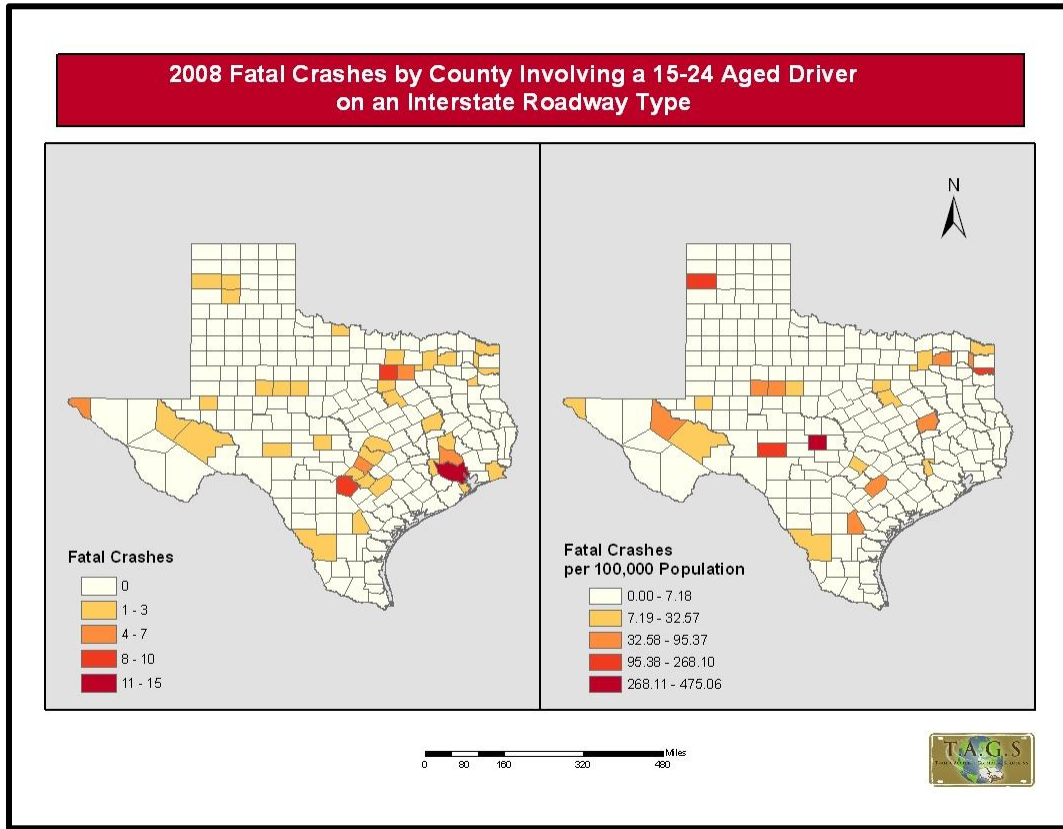 2008 Fatal Crashes by County Involving a 15-24 Aged Driver
on an Interstate Roadway Type
N
Fatal Crashes
0
1 - 3
4 - 7
8 - 10
11 - 15
Fatal Crashes
per 100,000 Population
0.00 - 7.18
7.19 - 32.57
32.58 - 95.37
95.38 - 268.10
268.11 - 475.06
Miles
0 80 160 320 480
T.A.G.S